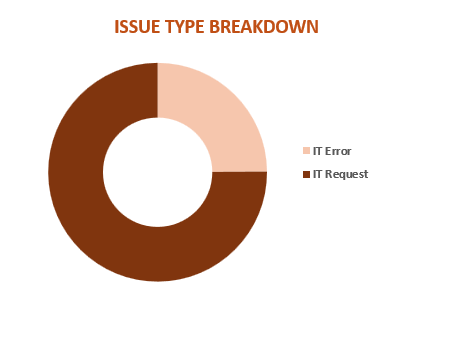 ISSUE TYPE BREAKDOWN
IT Error
IT Request